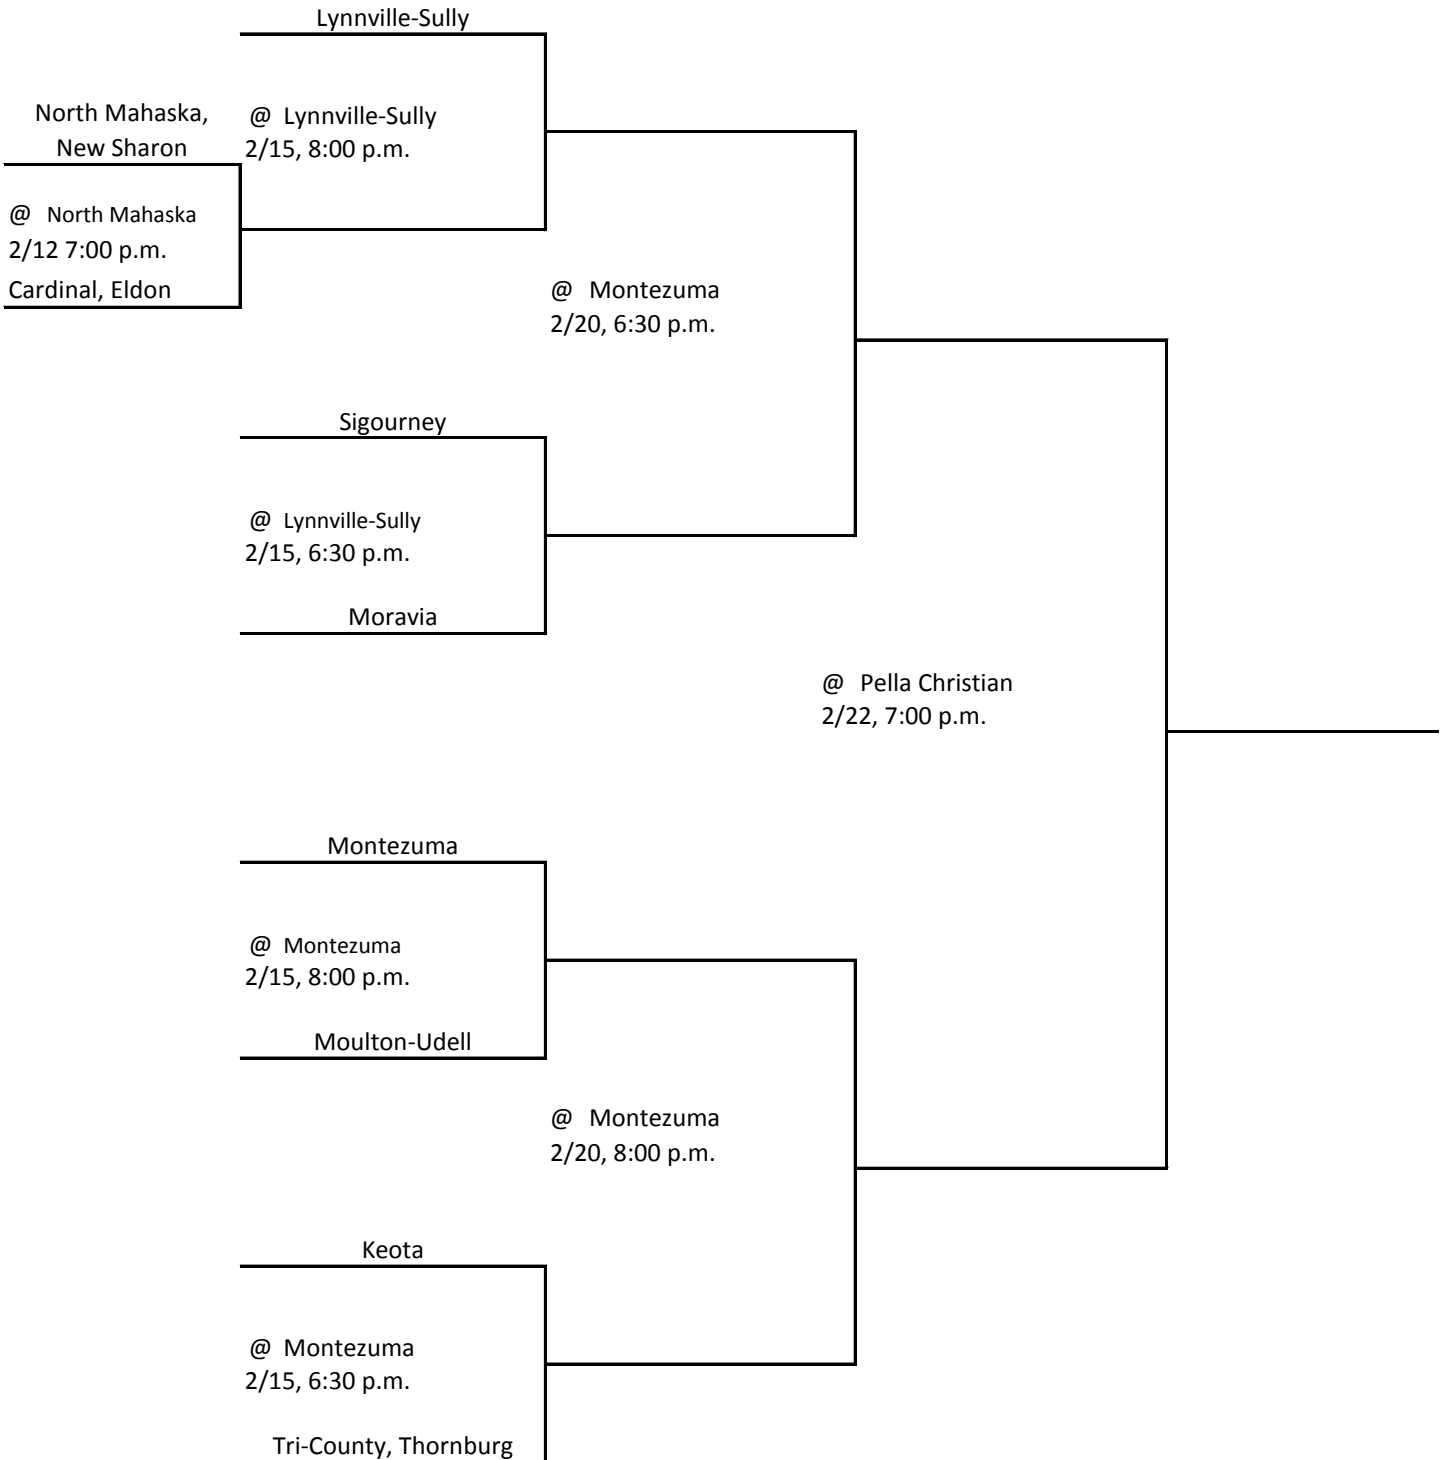 Lynnville-Sully
North Mahaska,
New Sharon
@ Lynnville-Sully
2/15, 8:00 p.m.
@ North Mahaska
2/12 7:00 p.m.
Cardinal, Eldon
@ Montezuma
2/20, 6:30 p.m.
Sigourney
@ Lynnville-Sully
2/15, 6:30 p.m.
Moravia
@ Pella Christian
2/22, 7:00 p.m.
Montezuma
@ Montezuma
2/15, 8:00 p.m.
Moulton-Udell
@ Montezuma
2/20, 8:00 p.m.
Keota
@ Montezuma
2/15, 6:30 p.m.
Tri-County, Thornburg